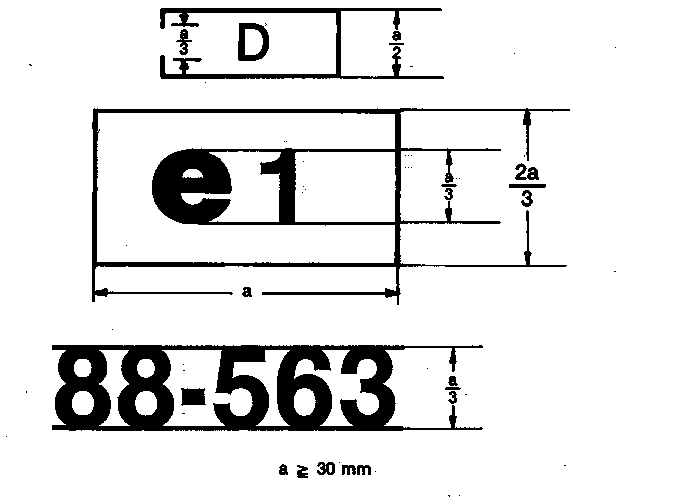 a/3 D a/2
e1 a/3 2a/3
a
88-563 a/3
a ≧ 30 mm